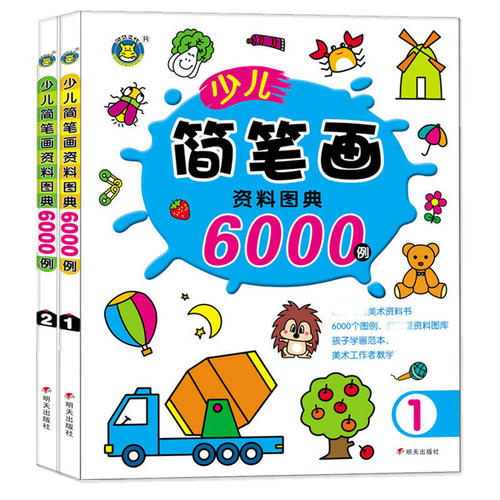 少儿
简笔画
资料图典
6000例
美术资料书
6000个图例,
资料图库
孩子学画范本,
美术工作者教学
1
明天出版社
少儿简笔画资料图典6000例
1
明天出版社
少儿简笔画资料图典6000例
2
明天出版社